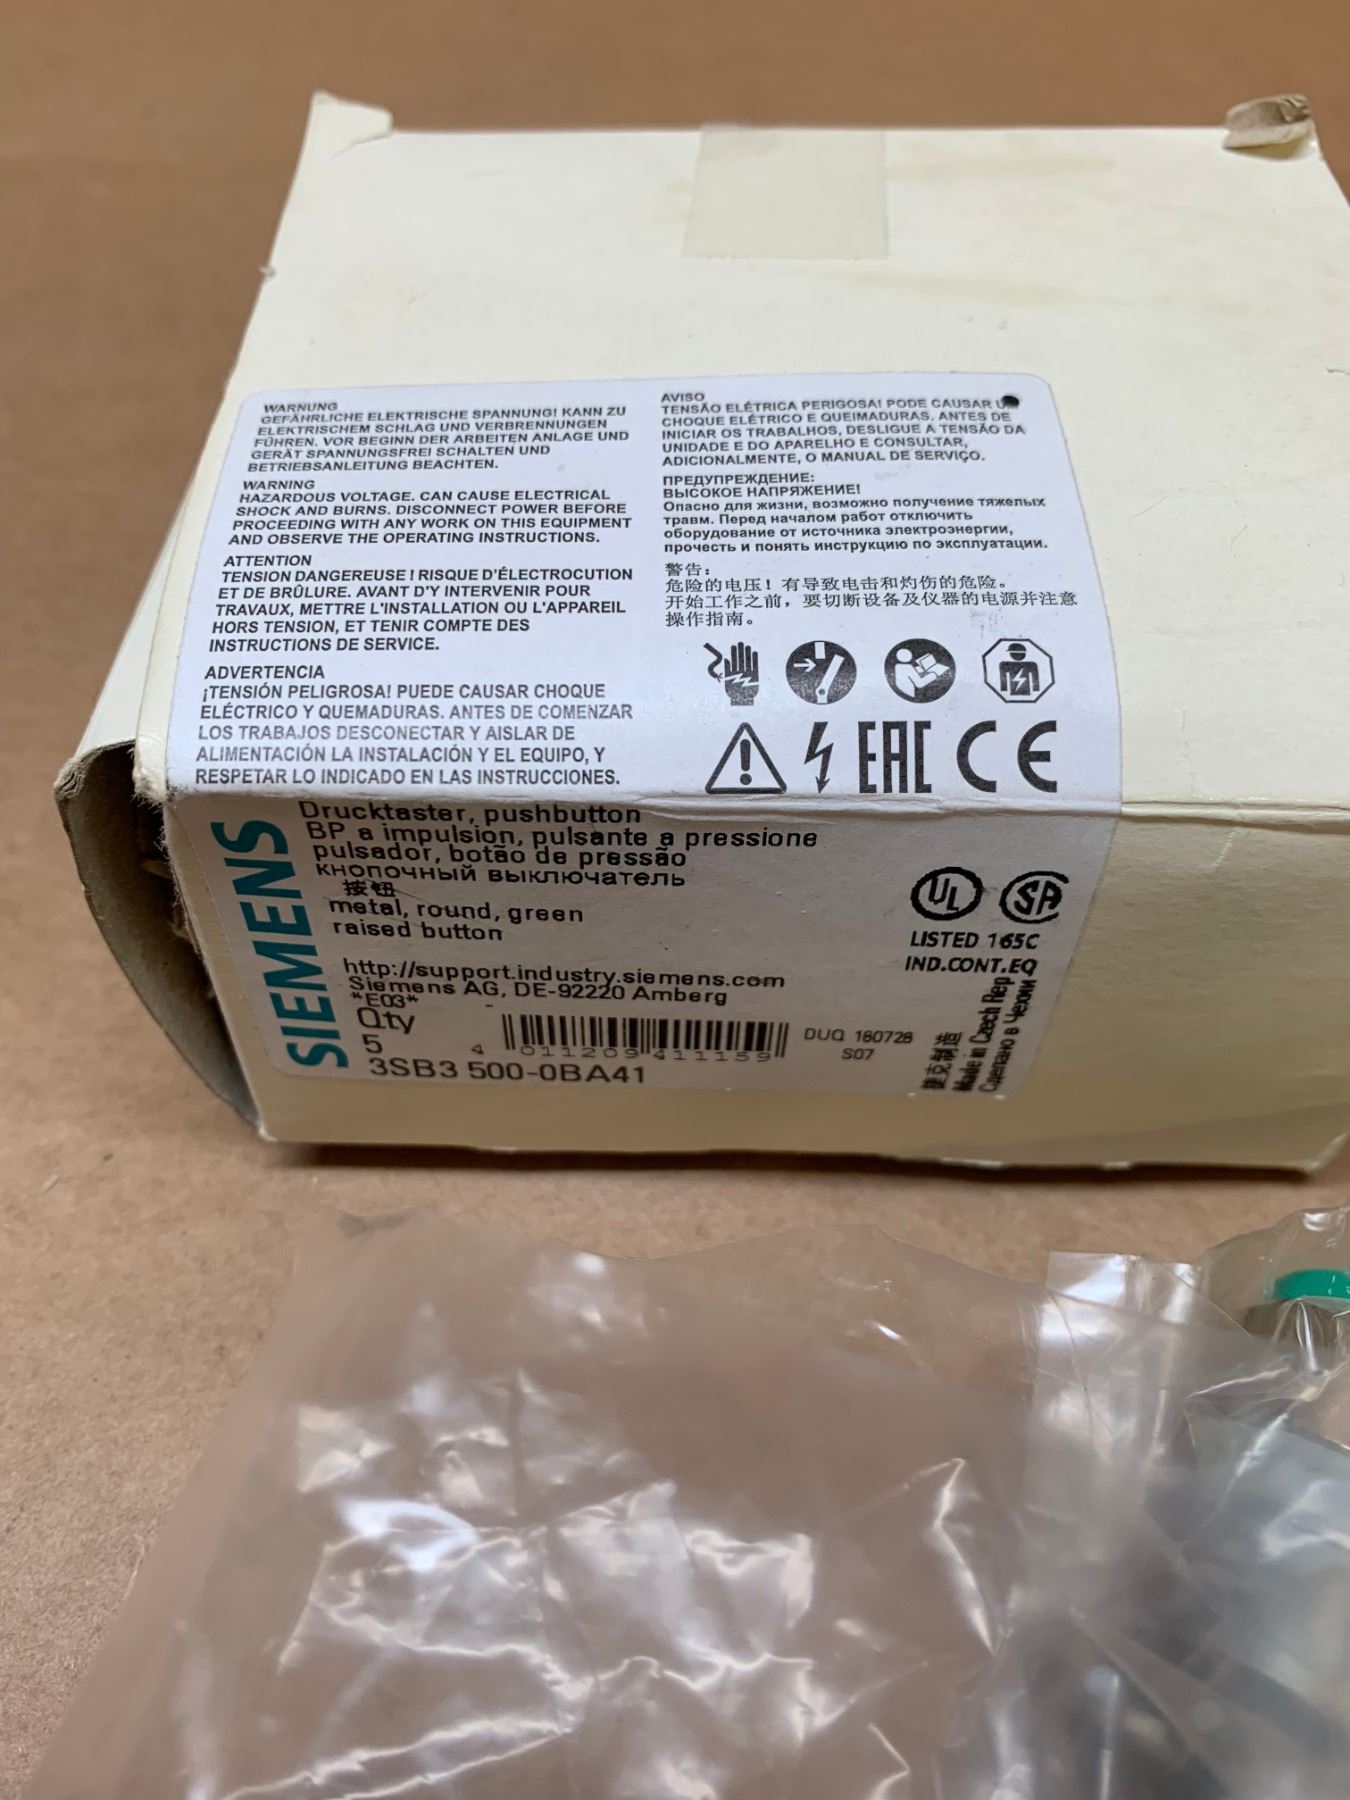 WARNUNG
GEFÄHRLICHE ELEKTRISCHE SPANNUNG! KANN ZU
ELEKTRISCHEM SCHLAG UND VERBRENNUNGEN
FÜHREN. VOR BEGINN DER ARBEITEN ANLAGE UND
GERÄT SPANNUNGSFREI SCHALTEN UND
BETRIEBSANLEITUNG BEACHTEN.
WARNING
HAZARDOUS VOLTAGE. CAN CAUSE ELECTRICAL
SHOCK AND BURNS. DISCONNECT POWER BEFORE
PROCEEDING WITH ANY WORK ON THIS EQUIPMENT
AND OBSERVE THE OPERATING INSTRUCTIONS.
ATTENTION
TENSION DANGEREUSE ! RISQUE D'ÉLECTROCUTION
ET DE BRÛLURE. AVANT D'Y INTERVENIR POUR
TRAVAUX, METTRE L'INSTALLATION OU L'APPAREIL
HORS TENSION, ET TENIR COMPTE DES
INSTRUCTIONS DE SERVICE.
ADVERTENCIA
¡TENSIÓN PELIGROSA! PUEDE CAUSAR CHOQUE
ELÉCTRICO Y QUEMADURAS. ANTES DE COMENZAR
LOS TRABAJOS DESCONECTAR Y AISLAR DE
ALIMENTACIÓN LA INSTALACIÓN Y EL EQUIPO, Y
RESPETAR LO INDICADO EN LAS INSTRUCCIONES.
AVISO
TENSÃO ELÉTRICA PERIGOSA! PODE CAUSAR UM
CHOQUE ELÉTRICO E QUEIMADURAS. ANTES DE
INICIAR OS TRABALHOS, DESLIGUE A TENSÃO DA
UNIDADE E DO APARELHO E CONSULTAR,
ADICIONALMENTE, O MANUAL DE SERVIÇO.
ПРЕДУПРЕЖДЕНИЕ:
ВЫСОКОЕ НАПРЯЖЕНИЕ!
Опасно для жизни, возможно получение тяжелых
травм. Перед началом работ отключить
оборудование от источника электроэнергии,
прочесть и понять инструкцию по эксплуатации.
警告：
危险的电压！有导致电击和灼伤的危险。
开始工作之前，要切断设备及仪器的电源并注意
操作指南。
EAC CE
SIEMENS
Drucktaster, pushbutton
BP a impulsion, pulsante a pressione
pulsador, botão de pressão
кнопочный выключатель
按钮
metal, round, green
raised button
http://support.industry.siemens.com
Siemens AG, DE-92220 Amberg
*E03*
Qty
5
4 011209 411159
3SB3 500-0BA41
DUQ 160728
S07
UL SA
LISTED 165C
IND.CONT.EQ
捷克制造
Made in Czech Rep
Сделано в Чехии